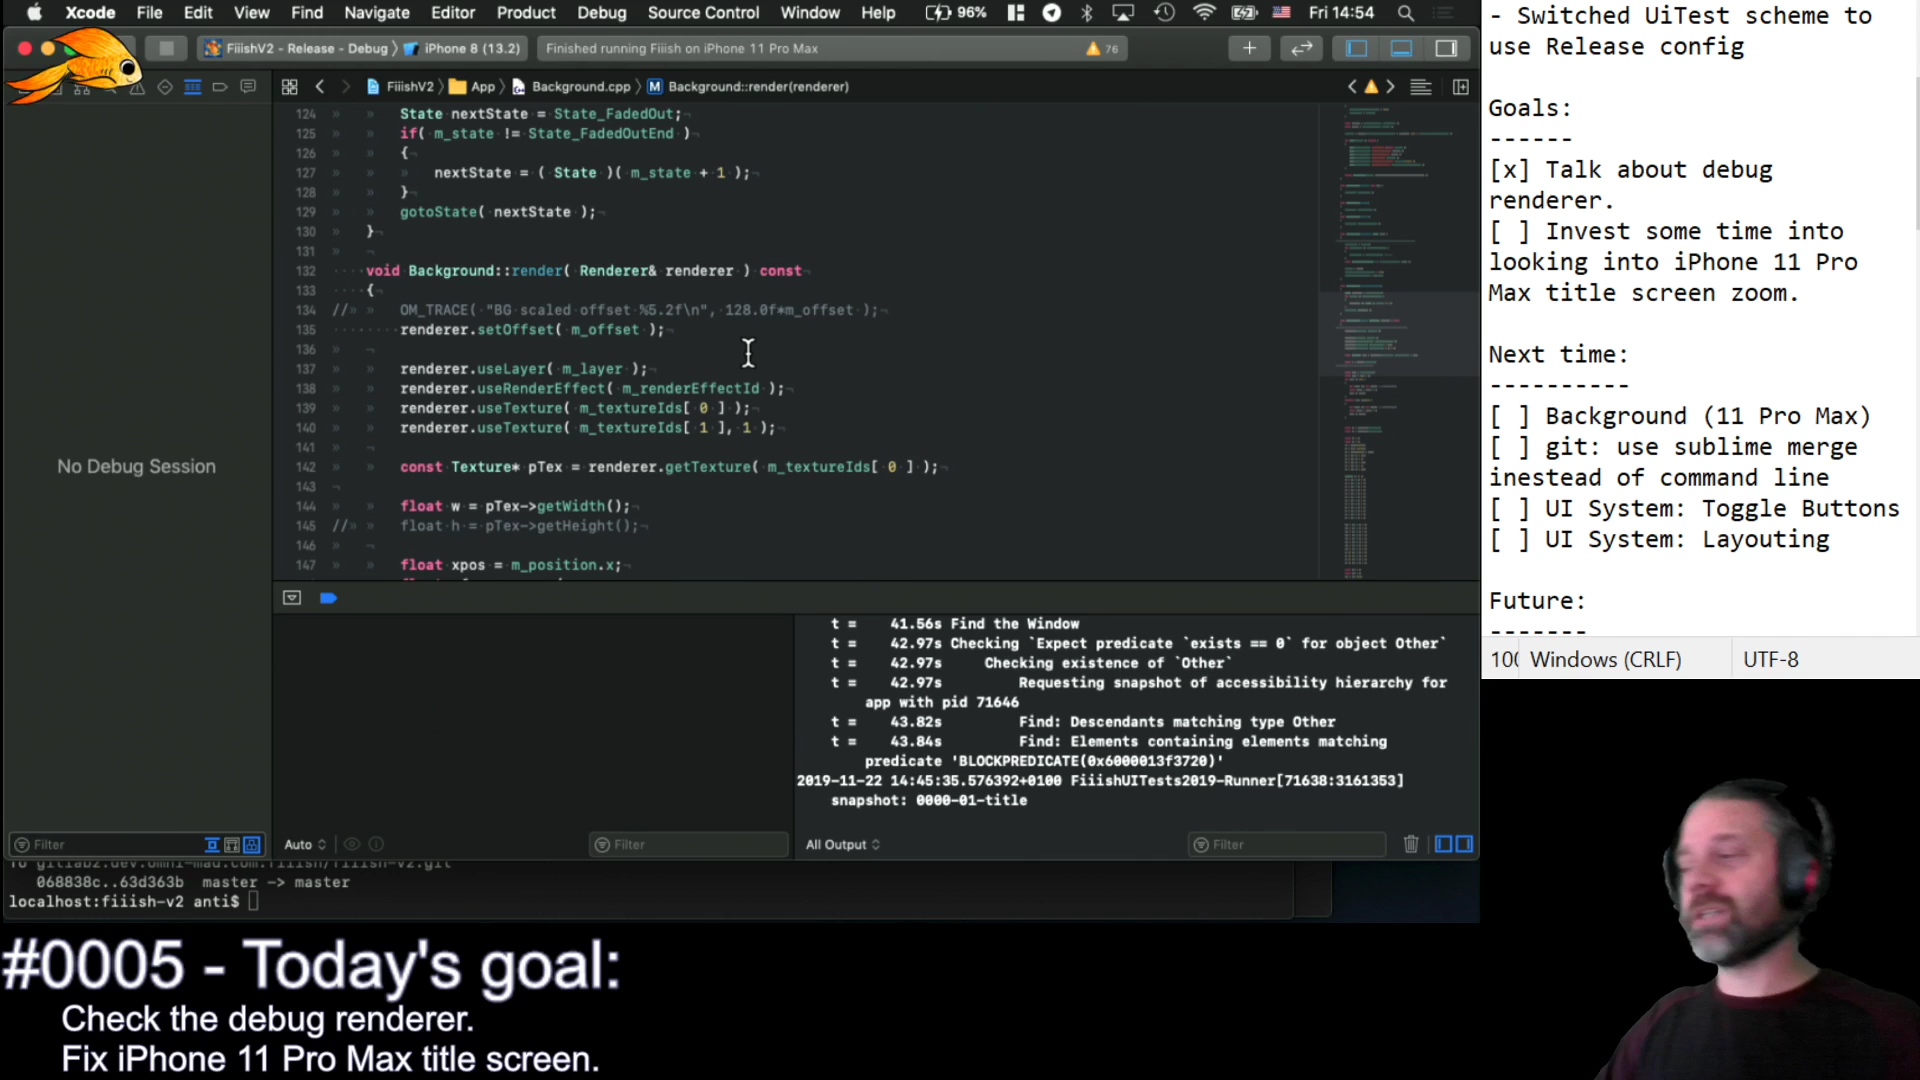 Xcode File Edit View Find Navigate Editor Product Debug Source Control Window Help 96% Fri 14:54
FiiishV2 - Release - Debug iPhone 8 (13.2) Finished running Fiiish on iPhone 11 Pro Max 76
FiiishV2 App Background.cpp M Background::render(renderer)
124 State nextState = State_FadedOut;
125 if( m_state != State_FadedOutEnd )
126 {
127 nextState = ( State )( m_state + 1 );
128 }
129 gotoState( nextState );
130 }
131
132 void Background::render( Renderer& renderer ) const
133 {
134 // OM_TRACE( "BG scaled offset %5.2f\n", 128.0f*m_offset );
135 renderer.setOffset( m_offset );
136
137 renderer.useLayer( m_layer );
138 renderer.useRenderEffect( m_renderEffectId );
139 renderer.useTexture( m_textureIds[ 0 ] );
140 renderer.useTexture( m_textureIds[ 1 ], 1 );
141
142 const Texture* pTex = renderer.getTexture( m_textureIds[ 0 ] );
143
144 float w = pTex->getWidth();
145 // float h = pTex->getHeight();
146
147 float xpos = m_position.x;
No Debug Session
t = 41.56s Find the Window
t = 42.97s Checking `Expect predicate `exists == 0` for object Other`
t = 42.97s Checking existence of `Other`
t = 42.97s Requesting snapshot of accessibility hierarchy for
app with pid 71646
t = 43.82s Find: Descendants matching type Other
t = 43.84s Find: Elements containing elements matching
predicate 'BLOCKPREDICATE(0x6000013f3720)'
2019-11-22 14:45:35.576392+0100 FiiishUITests2019-Runner[71638:3161353]
snapshot: 0000-01-title
Filter Auto Filter All Output Filter
To gitlab2.dev.omni-mad.com:fiiish/fiiish-v2.git
068838c..63d363b master -> master
localhost:fiiish-v2 anti$
- Switched UiTest scheme to
use Release config
Goals:
------
[x] Talk about debug
renderer.
[ ] Invest some time into
looking into iPhone 11 Pro
Max title screen zoom.
Next time:
----------
[ ] Background (11 Pro Max)
[ ] git: use sublime merge
inestead of command line
[ ] UI System: Toggle Buttons
[ ] UI System: Layouting
Future:
-------
Windows (CRLF) UTF-8
#0005 - Today's goal:
Check the debug renderer.
Fix iPhone 11 Pro Max title screen.